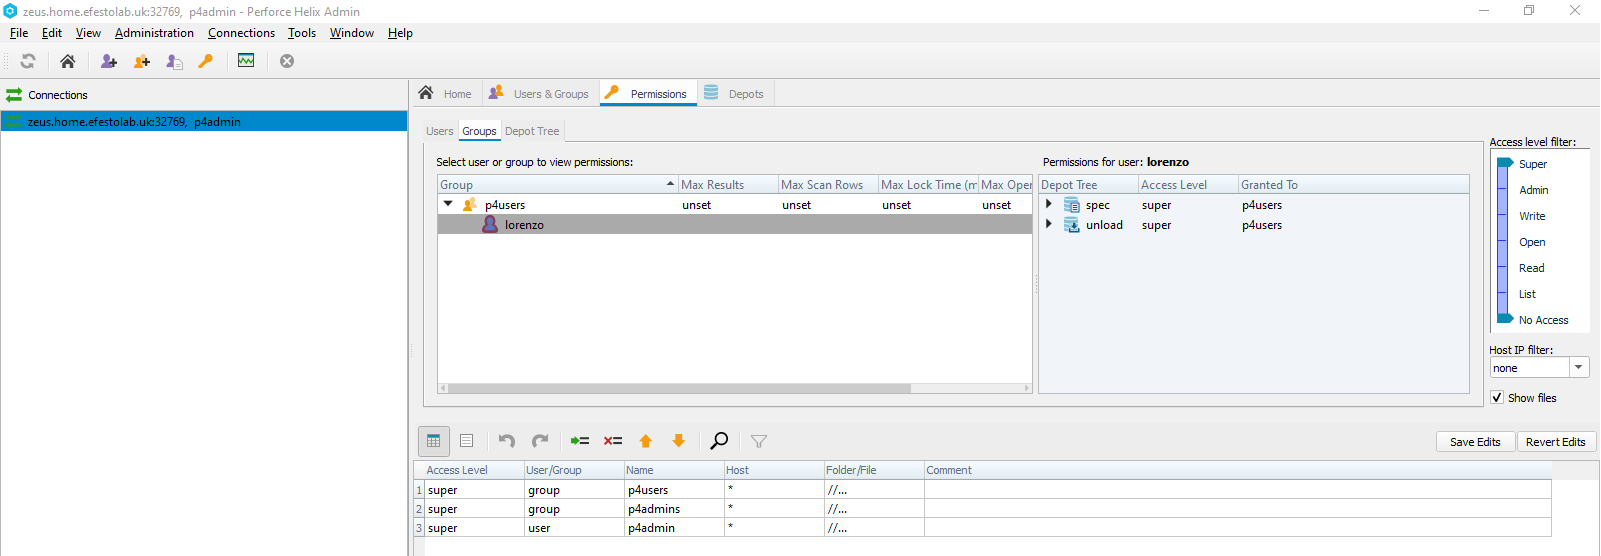 zeus.home.efestolab.uk:32769, p4admin - Perforce Helix Admin
File Edit View Administration Connections Tools Window Help
Connections
zeus.home.efestolab.uk:32769, p4admin
Home Users & Groups Permissions Depots
Users Groups Depot Tree
Select user or group to view permissions:
Group Max Results Max Scan Rows Max Lock Time (m Max Oper
p4users unset unset unset unset
lorenzo
Permissions for user: lorenzo
Depot Tree Access Level Granted To
spec super p4users
unload super p4users
Access level filter:
Super
Admin
Write
Open
Read
List
No Access
Host IP filter:
none
Show files
Save Edits Revert Edits
Access Level User/Group Name Host Folder/File Comment
1 super group p4users * //...
2 super group p4admins * //...
3 super user p4admin * //...